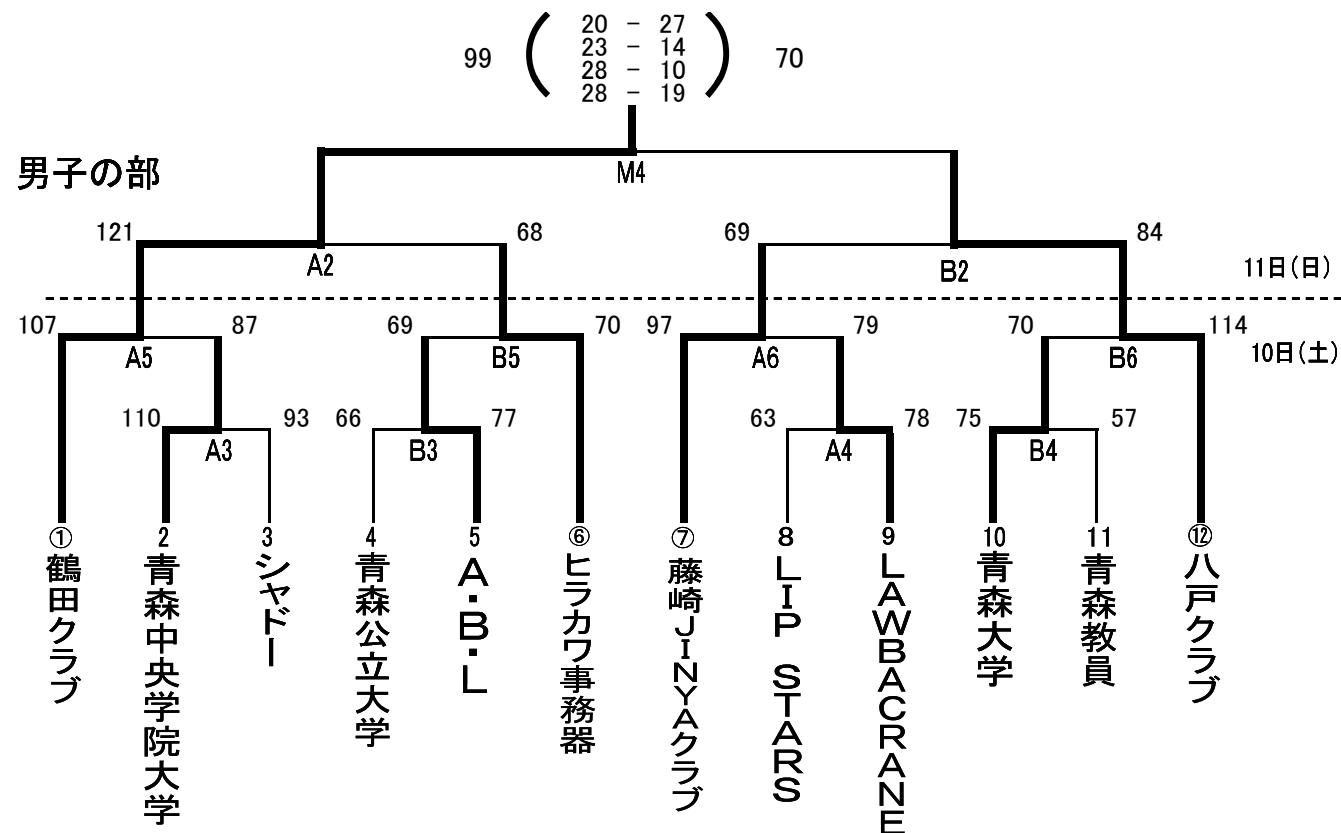 20 - 27
99 23 - 14 70
28 - 10
28 - 19
男子の部
M4
121 68 69 84
A2 B2 11日(日)
107 87 69 70 97 79 70 114
A5 B5 A6 B6 10日(土)
110 93 66 77 63 78 75 57
A3 B3 A4 B4
① 2 3 4 5 ⑥ ⑦ 8 9 10 11 ⑫
鶴田クラブ
青森中央学院大学
シャドー
青森公立大学
A・B・L
ヒラカワ事務器
藤崎JINYAクラブ
LIP STARS
LAWBACRANE
青森大学
青森教員
八戸クラブ